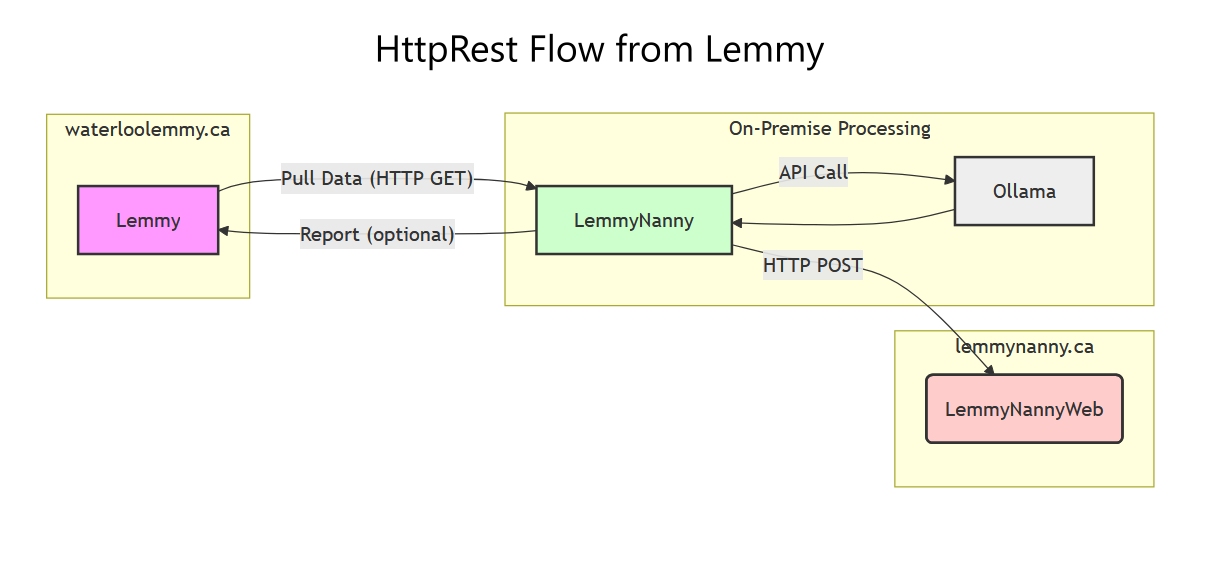 HttpRest Flow from Lemmy
waterloolemmy.ca
On-Premise Processing
Pull Data (HTTP GET)
API Call
Ollama
Lemmy
LemmyNanny
Report (optional)
HTTP POST
lemmynanny.ca
LemmyNannyWeb